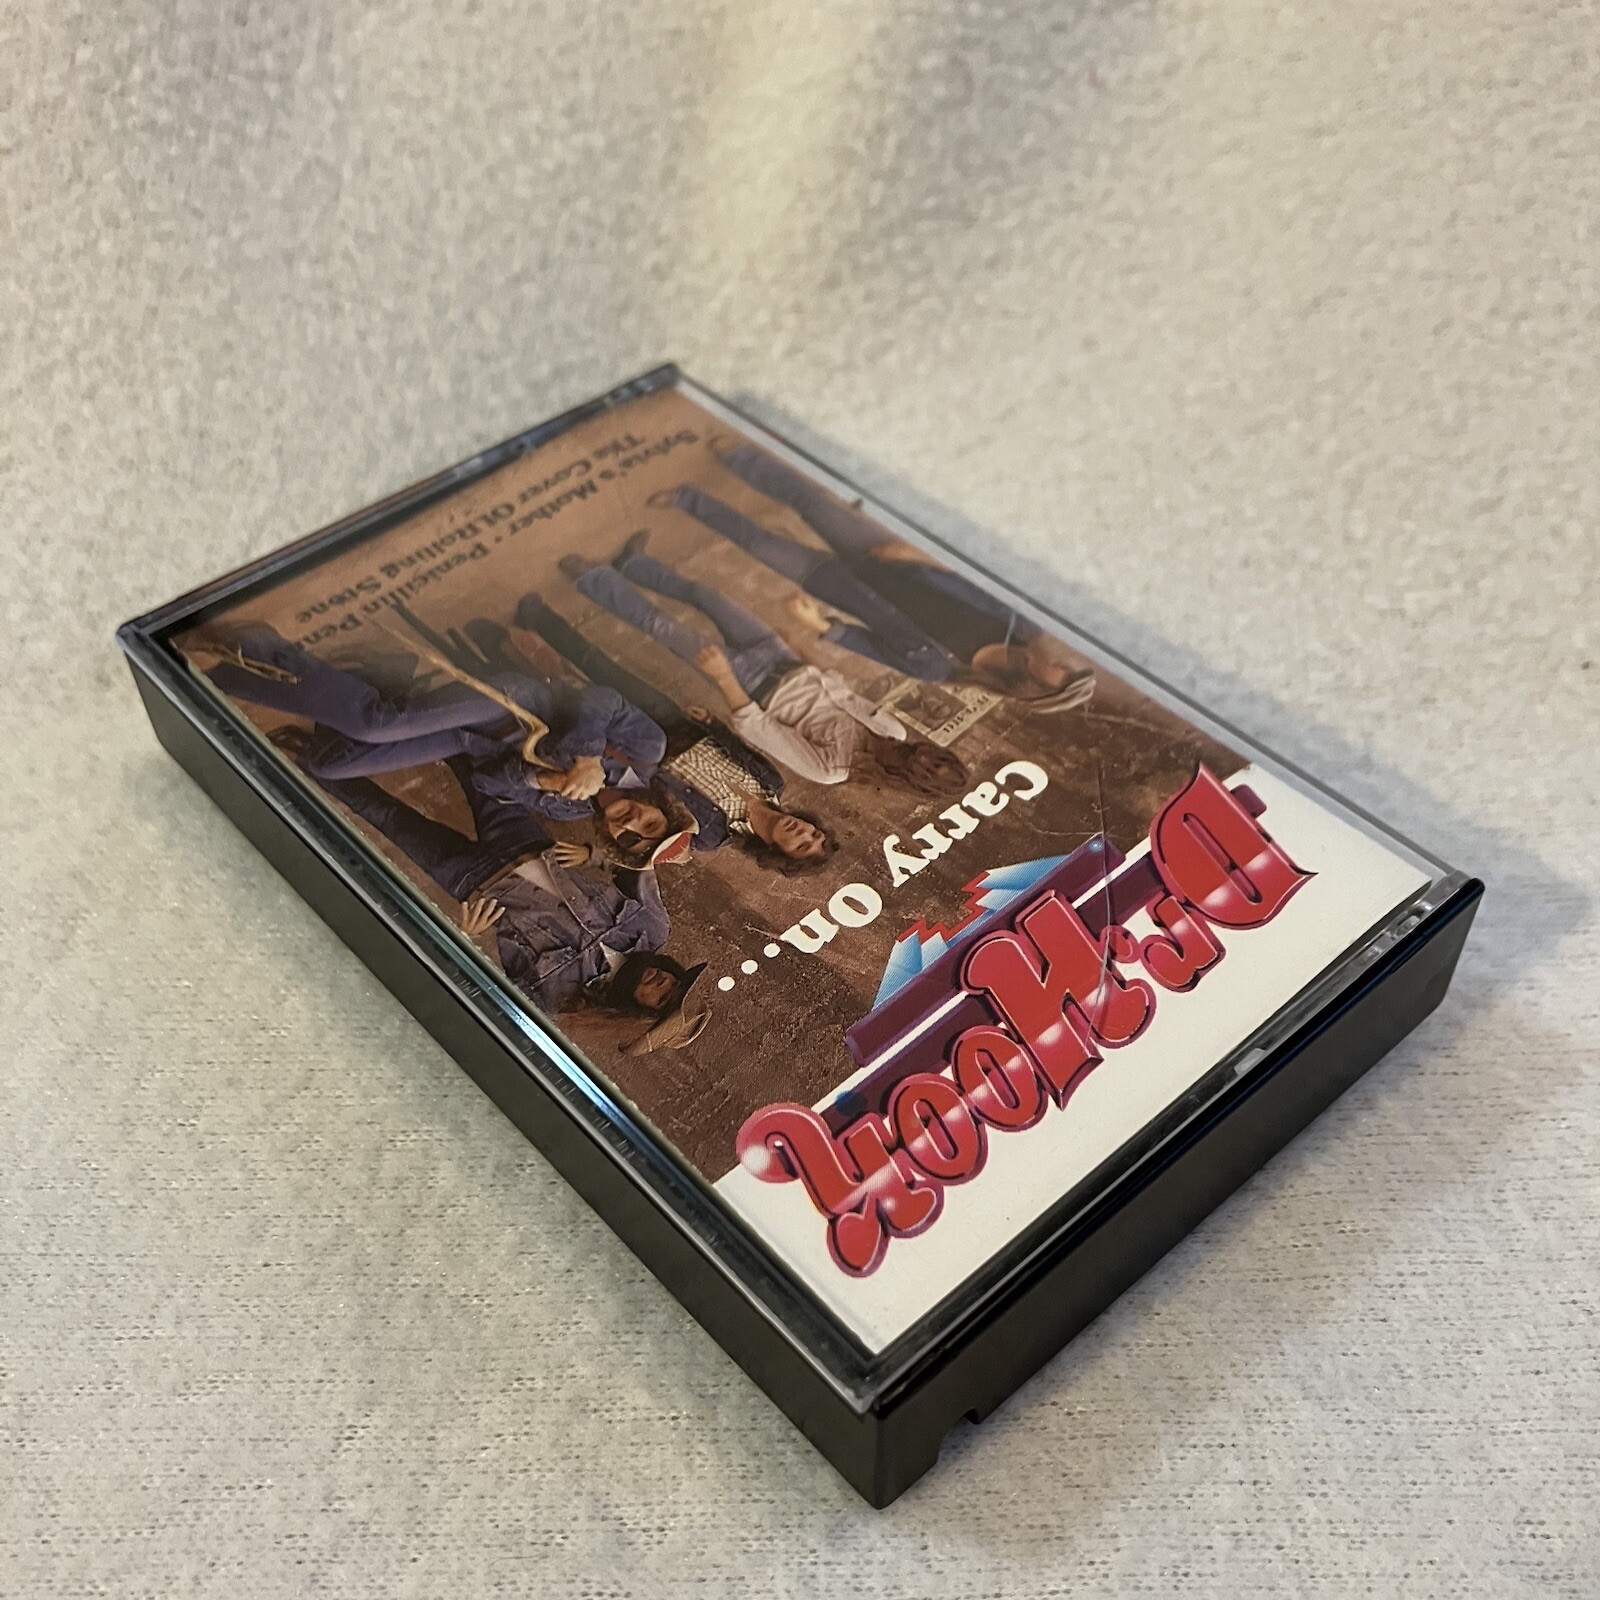 Dr. Hook
Carry On...
Sylvia's Mother · Penicillin Penny
The Cover Of Rolling Stone